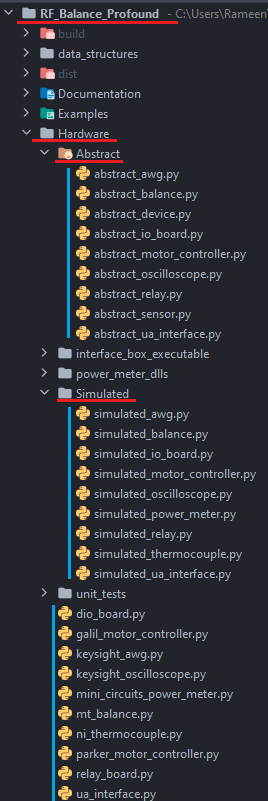 RF_Balance_Profound - C:\Users\Rameen
build
data_structures
dist
Documentation
Examples
Hardware
Abstract
abstract_awg.py
abstract_balance.py
abstract_device.py
abstract_io_board.py
abstract_motor_controller.py
abstract_oscilloscope.py
abstract_relay.py
abstract_sensor.py
abstract_ua_interface.py
interface_box_executable
power_meter_dlls
Simulated
simulated_awg.py
simulated_balance.py
simulated_io_board.py
simulated_motor_controller.py
simulated_oscilloscope.py
simulated_power_meter.py
simulated_relay.py
simulated_thermocouple.py
simulated_ua_interface.py
unit_tests
dio_board.py
galil_motor_controller.py
keysight_awg.py
keysight_oscilloscope.py
mini_circuits_power_meter.py
mt_balance.py
ni_thermocouple.py
parker_motor_controller.py
relay_board.py
ua_interface.py